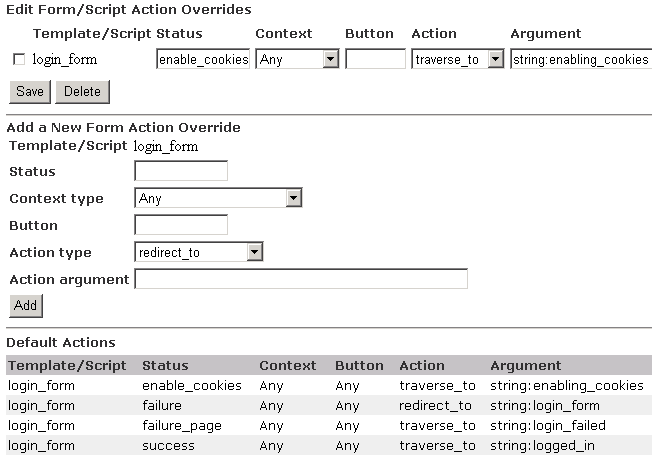 Edit Form/Script Action Overrides
Template/Script Status Context Button Action Argument
login_form enable_cookies Any traverse_to string:enabling_cookies
Save Delete
Add a New Form Action Override
Template/Script login_form
Status
Context type Any
Button
Action type redirect_to
Action argument
Add
Default Actions
Template/Script Status Context Button Action Argument
login_form enable_cookies Any Any traverse_to string:enabling_cookies
login_form failure Any Any redirect_to string:login_form
login_form failure_page Any Any traverse_to string:login_failed
login_form success Any Any traverse_to string:logged_in